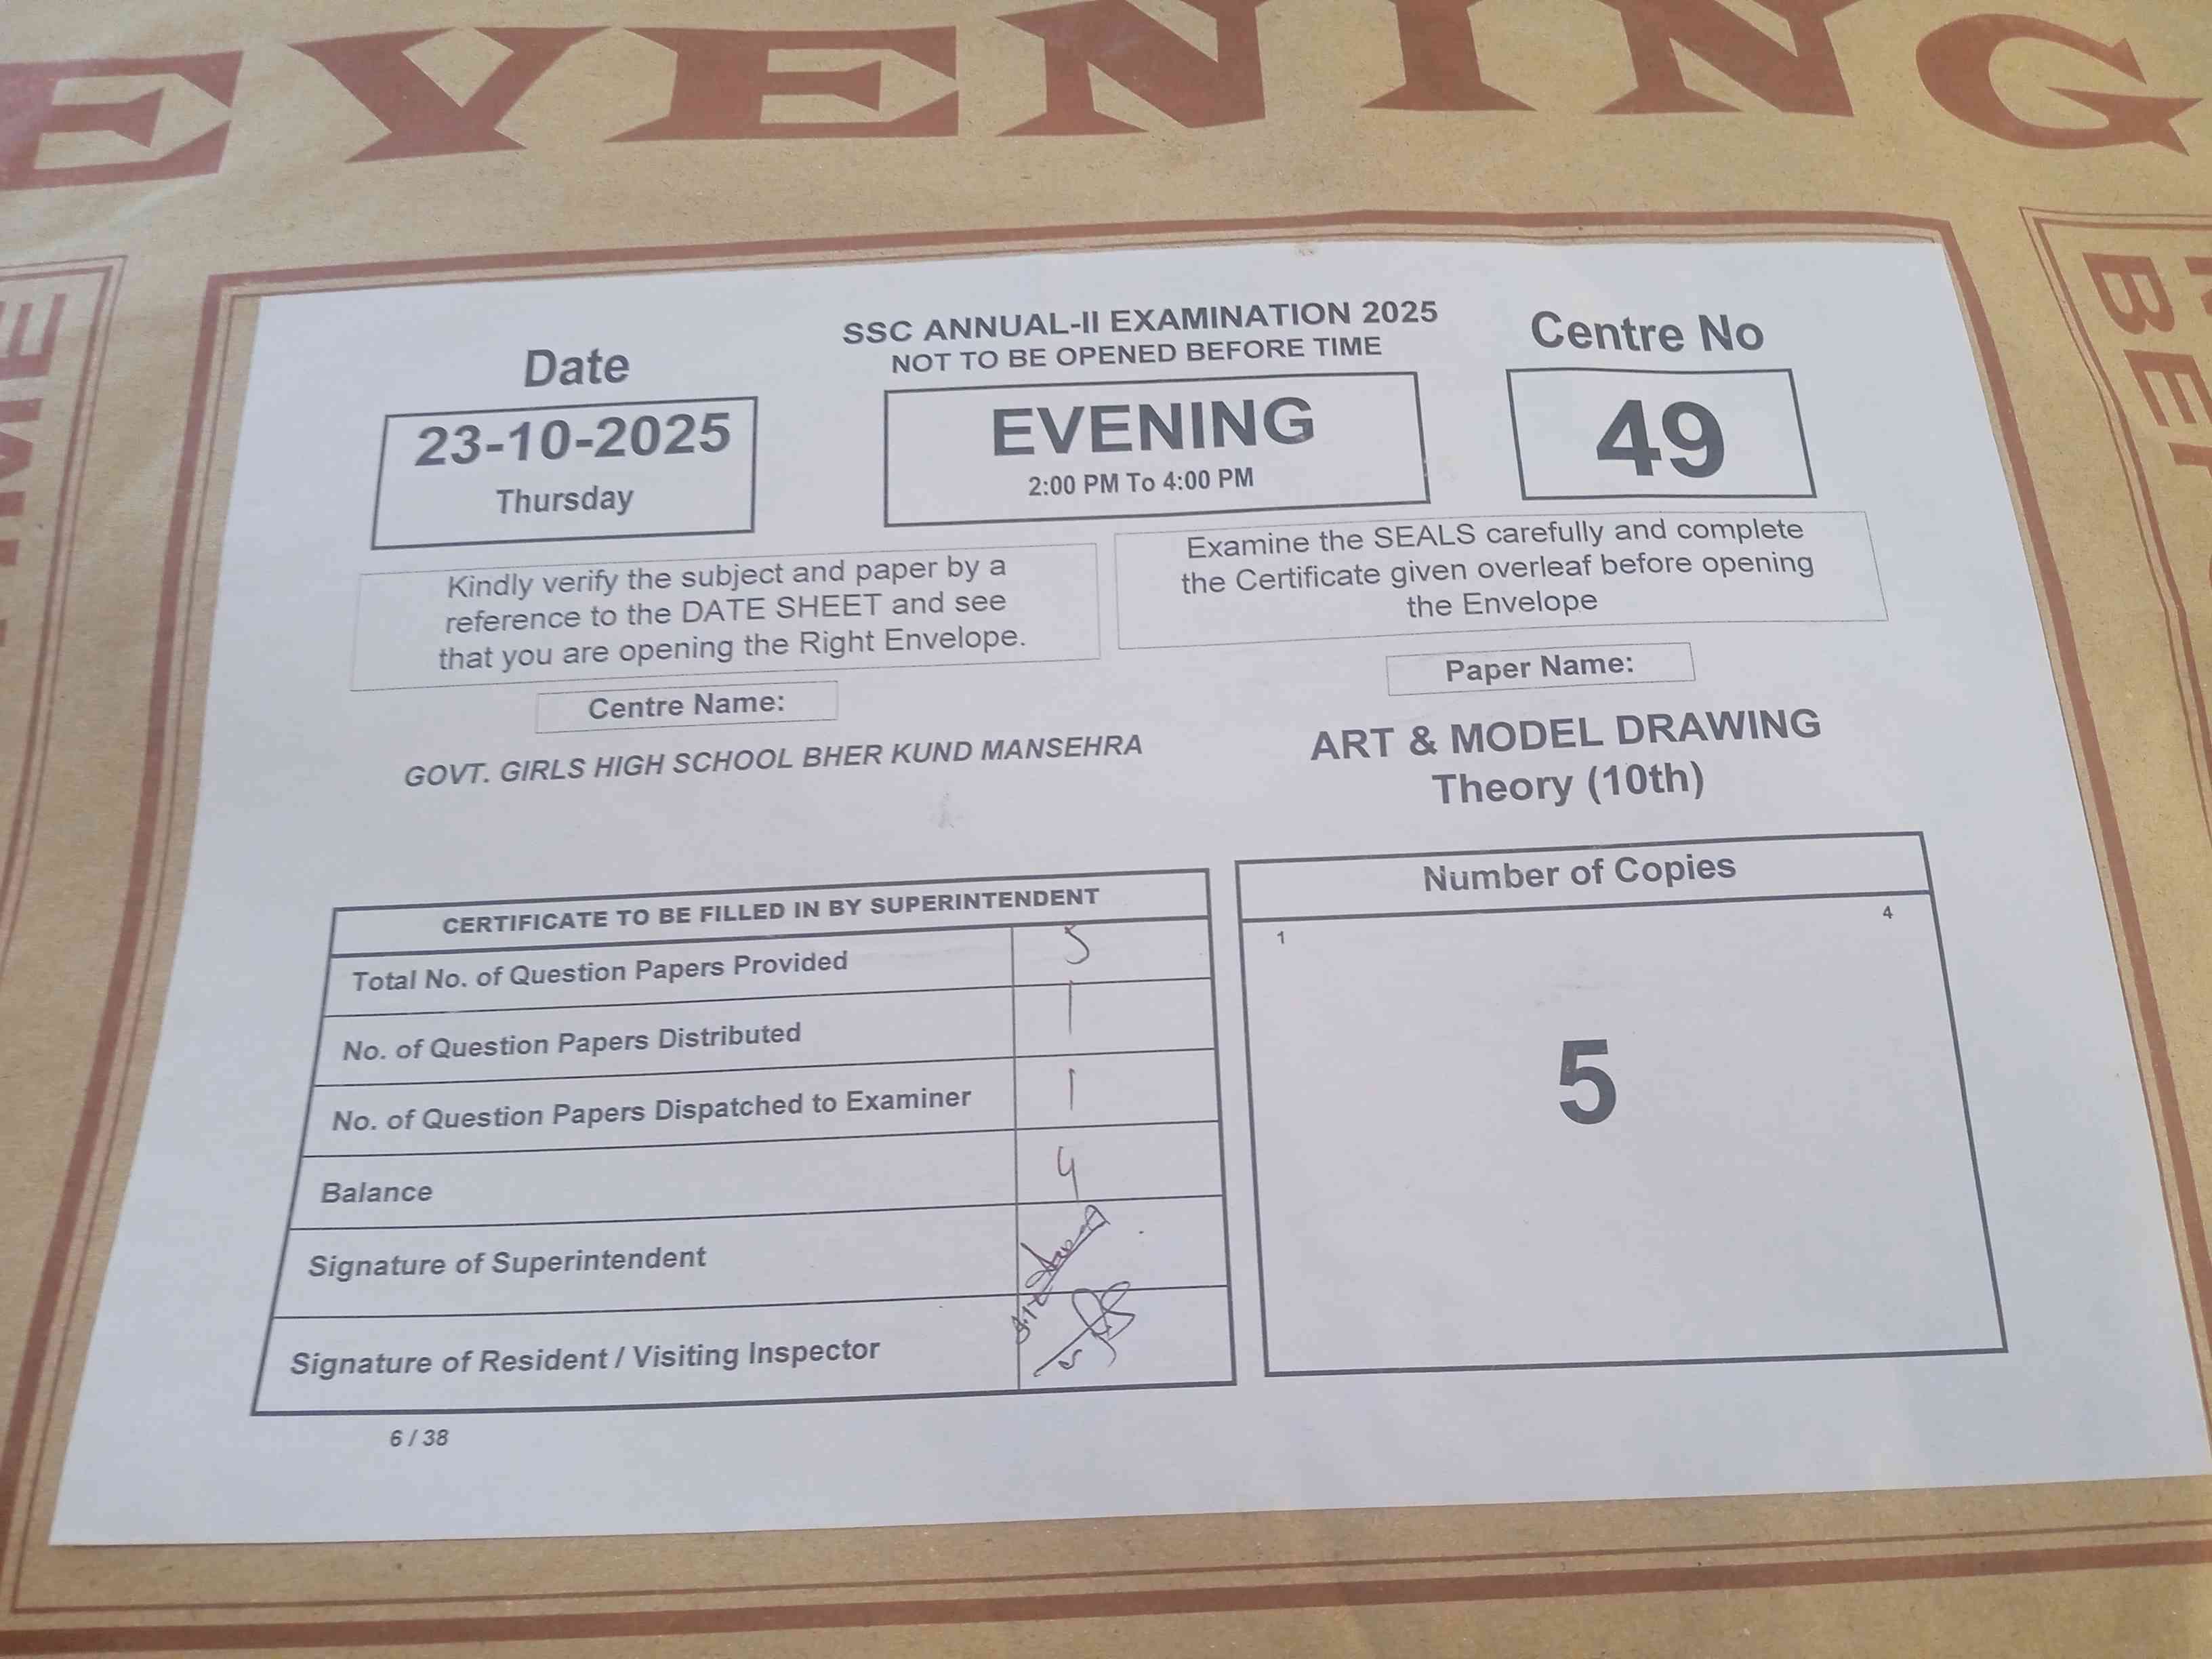 EVENING
SSC ANNUAL-II EXAMINATION 2025
NOT TO BE OPENED BEFORE TIME
Date
23-10-2025
Thursday
EVENING
2:00 PM To 4:00 PM
Centre No
49
Kindly verify the subject and paper by a
reference to the DATE SHEET and see
that you are opening the Right Envelope.
Examine the SEALS carefully and complete
the Certificate given overleaf before opening
the Envelope
Centre Name:
GOVT. GIRLS HIGH SCHOOL BHER KUND MANSEHRA
Paper Name:
ART & MODEL DRAWING
Theory (10th)
CERTIFICATE TO BE FILLED IN BY SUPERINTENDENT
Total No. of Question Papers Provided 5
No. of Question Papers Distributed 1
No. of Question Papers Dispatched to Examiner 1
Balance 4
Signature of Superintendent
Signature of Resident / Visiting Inspector
Number of Copies
1 4
5
6 / 38